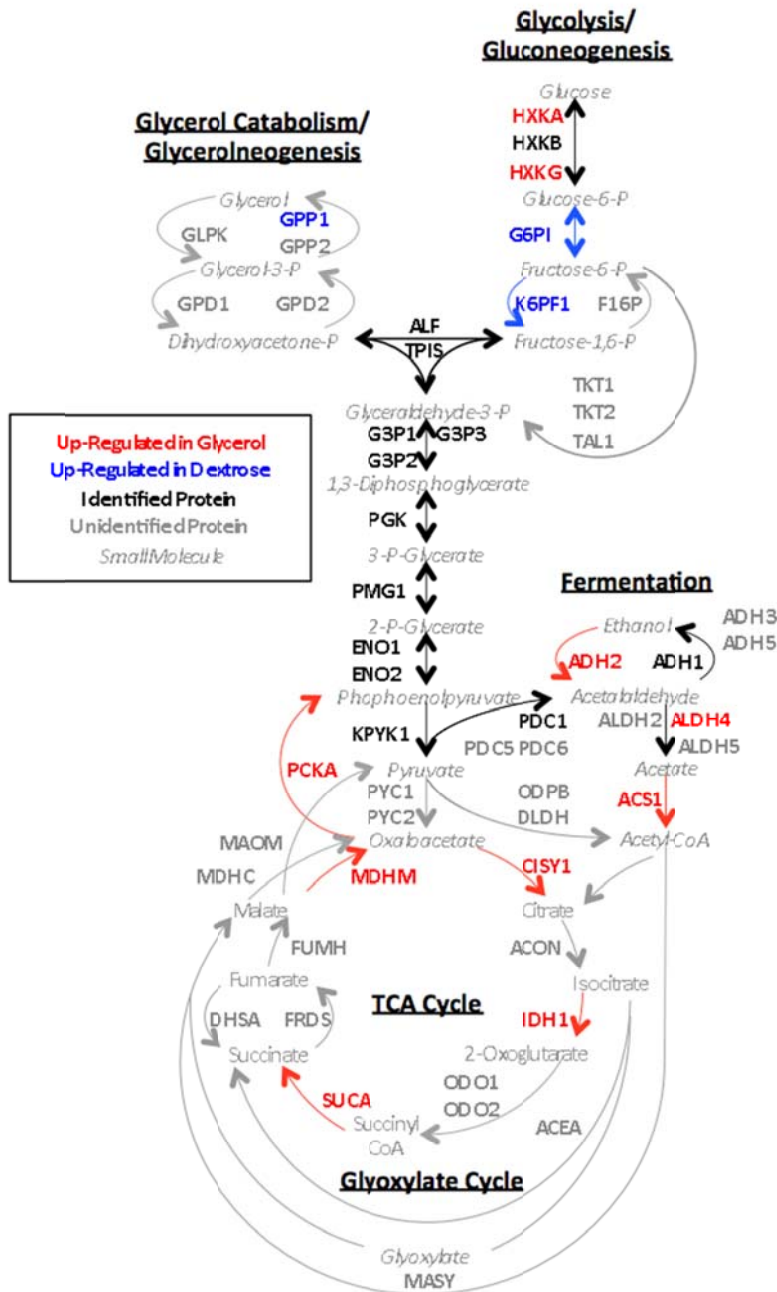 Glycolysis/
Gluconeogenesis
Glucose
HXKA
HXKB
HXKG
Glucose-6-P
G6PI
Fructose-6-P
K6PF1 F16P
Fructose-1,6-P
Glycerol Catabolism/
Glycerolneogenesis
Glycerol
GLPK GPP1
GPP2
Glycerol-3-P
GPD1 GPD2
Dihydroxyacetone-P
ALF
TPIS
TKT1
TKT2
TAL1
Glyceraldehyde-3-P
G3P1 G3P3
G3P2
1,3-Diphosphoglycerate
PGK
3-P-Glycerate
PMG1
2-P-Glycerate
ENO1
ENO2
Phophoenolpyruvate
KPYK1
Up-Regulated in Glycerol
Up-Regulated in Dextrose
Identified Protein
Unidentified Protein
Small Molecule
Fermentation
Ethanol
ADH3
ADH5
ADH2 ADH1
Acetalaldehyde
PDC1
PDC5 PDC6
ALDH2 ALDH4
ALDH5
Acetate
ACS1
Acetyl-CoA
Pyruvate
PCKA
PYC1
PYC2
ODPB
DLDH
Oxaloacetate
MAOM
MDHC
MDHM
CISY1
Malate
Citrate
FUMH
ACON
Fumarate
Isocitrate
TCA Cycle
DHSA FRDS
IDH1
Succinate
2-Oxoglutarate
SUCA
ODO1
ODO2
Succinyl
CoA
ACEA
Glyoxylate Cycle
Glyoxylate
MASY